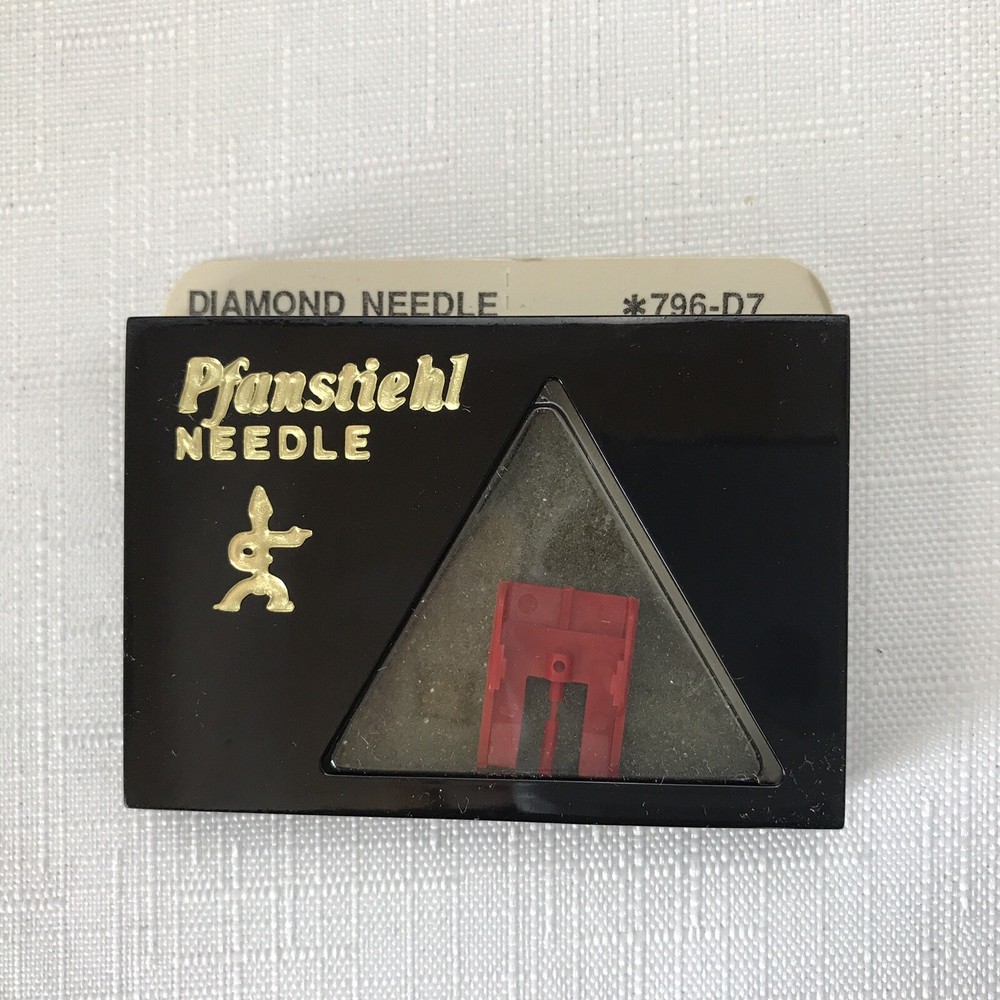 DIAMOND NEEDLE *796-D7
Pfanstiehl
NEEDLE